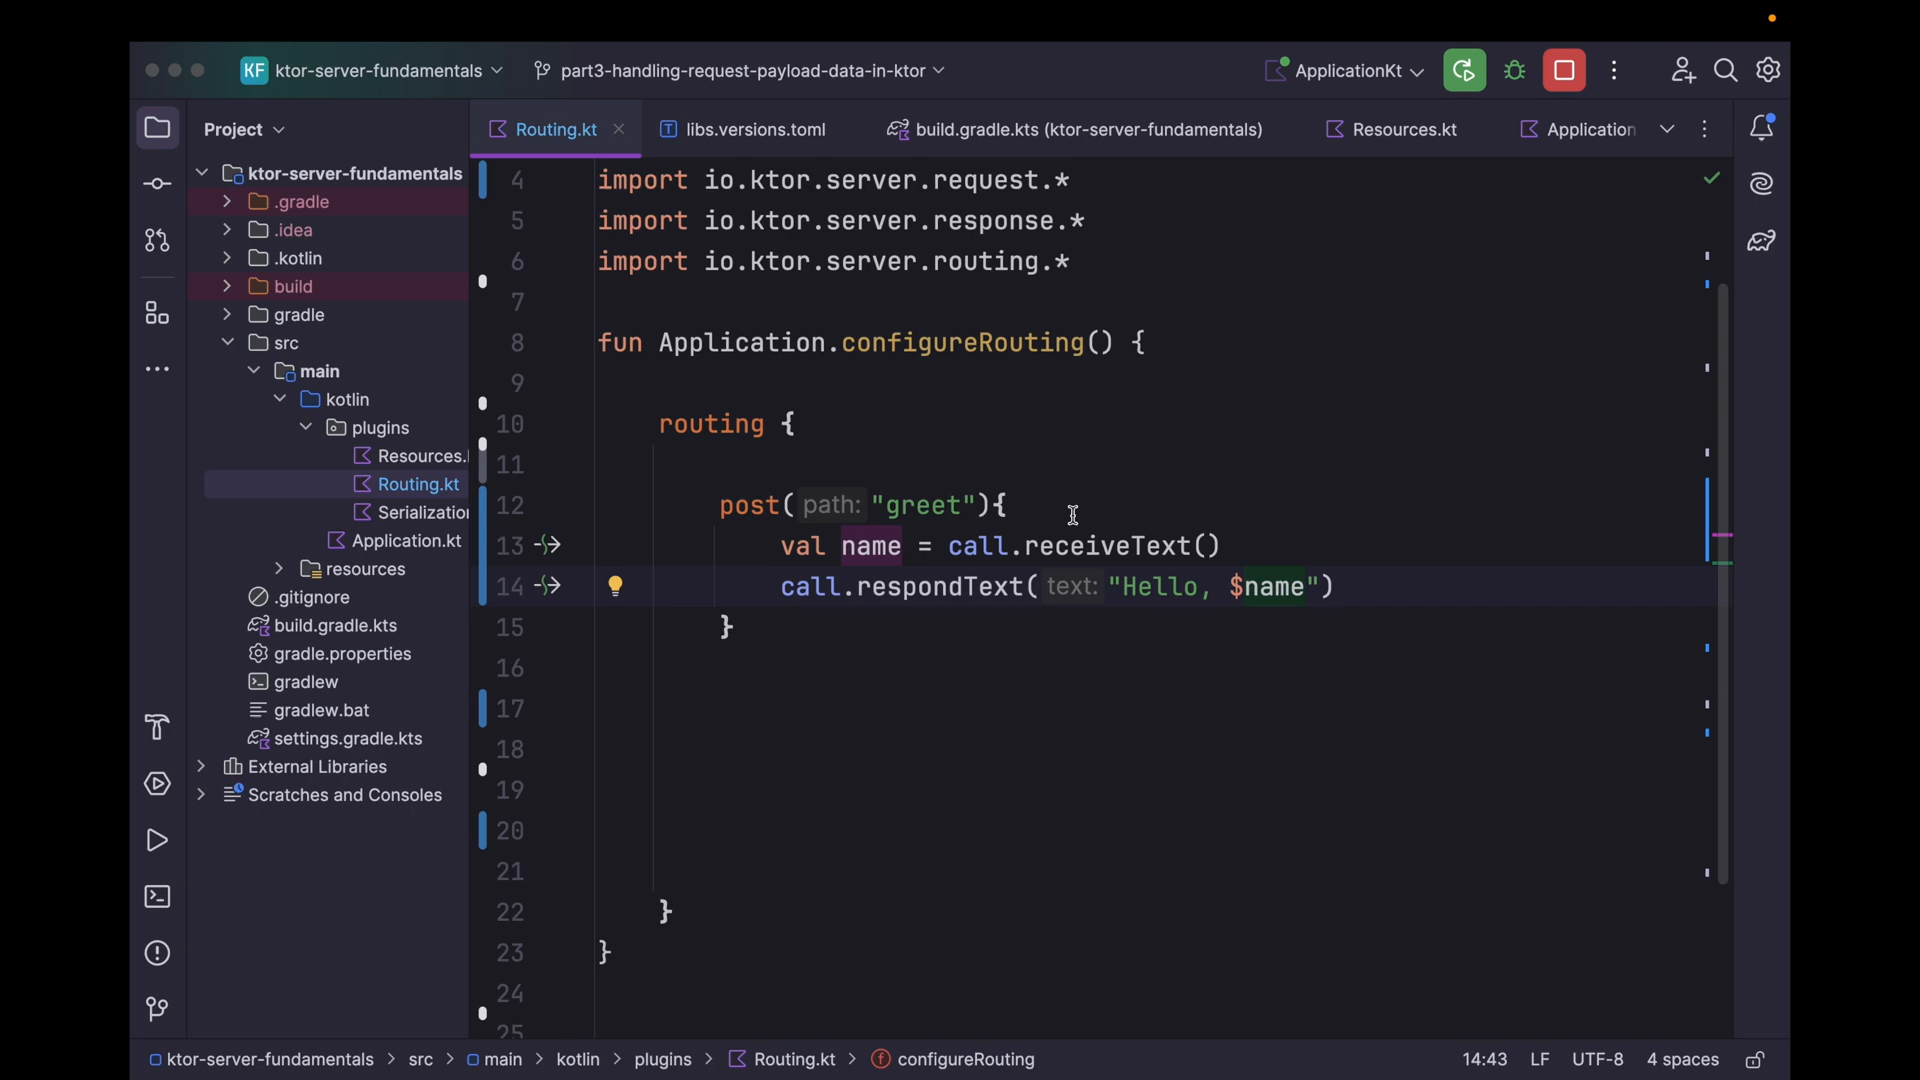 KF ktor-server-fundamentals part3-handling-request-payload-data-in-ktor ApplicationKt
Project Routing.kt libs.versions.toml build.gradle.kts (ktor-server-fundamentals) Resources.kt Application
ktor-server-fundamentals
.gradle
.idea
.kotlin
build
gradle
src
main
kotlin
plugins
Resources.
Routing.kt
Serializatio
Application.kt
resources
.gitignore
build.gradle.kts
gradle.properties
gradlew
gradlew.bat
settings.gradle.kts
External Libraries
Scratches and Consoles
4 import io.ktor.server.request.*
5 import io.ktor.server.response.*
6 import io.ktor.server.routing.*
7
8 fun Application.configureRouting() {
9
10 routing {
11
12 post(path: "greet"){
13 val name = call.receiveText()
14 call.respondText(text: "Hello, $name")
15 }
16
17
18
19
20
21
22 }
23 }
24
25
ktor-server-fundamentals > src > main > kotlin > plugins > Routing.kt > configureRouting 14:43 LF UTF-8 4 spaces